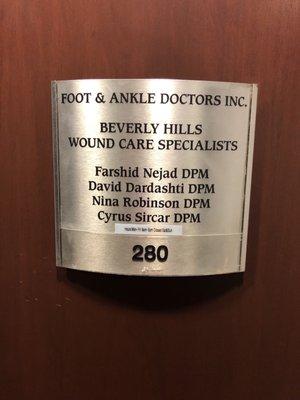 FOOT & ANKLE DOCTORS INC.
BEVERLY HILLS
WOUND CARE SPECIALISTS
Farshid Nejad DPM
David Dardashti DPM
Nina Robinson DPM
Cyrus Sircar DPM
280